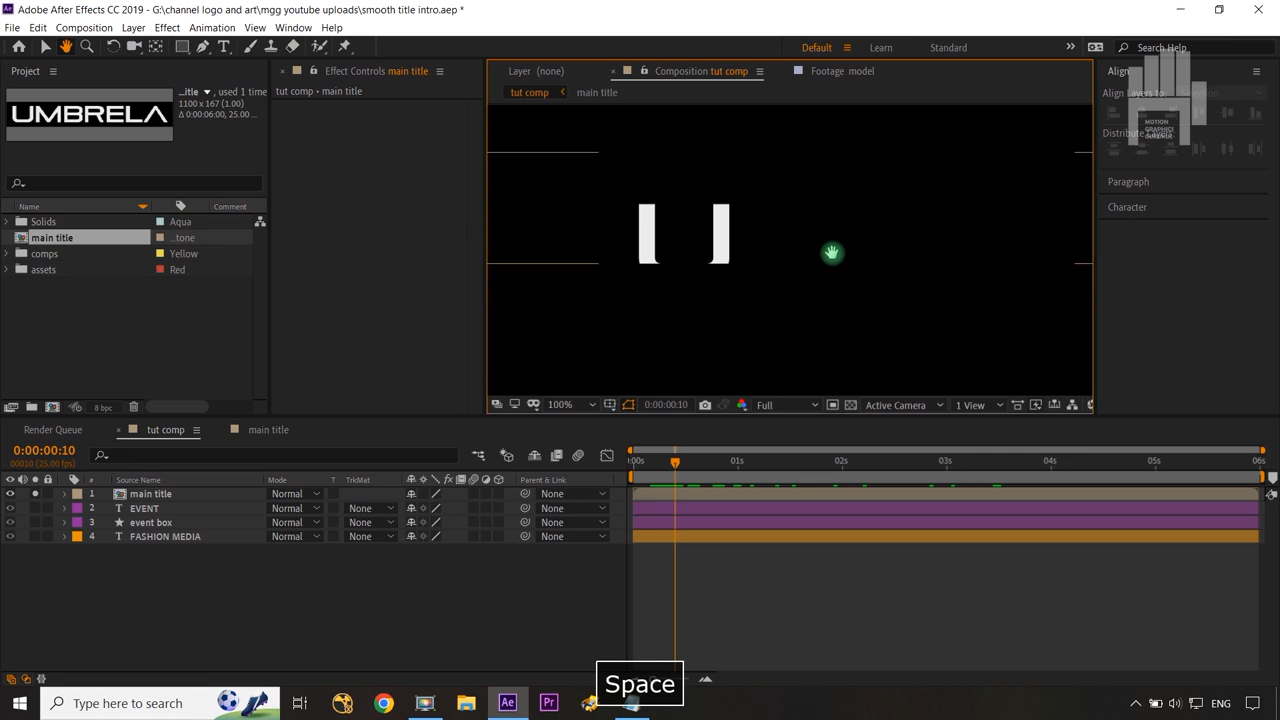 Adobe After Effects CC 2019 - G:\channel logo and art\mgg youtube uploads\smooth title intro.aep *
File Edit Composition Layer Effect Animation View Window Help
Default Learn Standard Search Help
Project Effect Controls main title Layer (none) Composition tut comp Footage model Align
tut comp • main title tut comp main title
..itle, used 1 time
1100 x 167 (1.00)
Δ 0:00:06:00, 25.00 ...
UMBRELA
Align Layers to: Selection
MOTION
GRAPHICS
Distribute Layers:
Paragraph
Character
Name Comment
Solids Aqua
main title ...tone
comps Yellow
assets Red
U
8 bpc 100% 0:00:00:10 Full Active Camera 1 View
Render Queue tut comp main title
0:00:00:10
00010 (25.00 fps)
:00s 01s 02s 03s 04s 05s 06s
# Source Name Mode T TrkMat Parent & Link
1 main title Normal None
2 T EVENT Normal None None
3 event box Normal None None
4 T FASHION MEDIA Normal None None
Space
Type here to search Ae Pr ENG